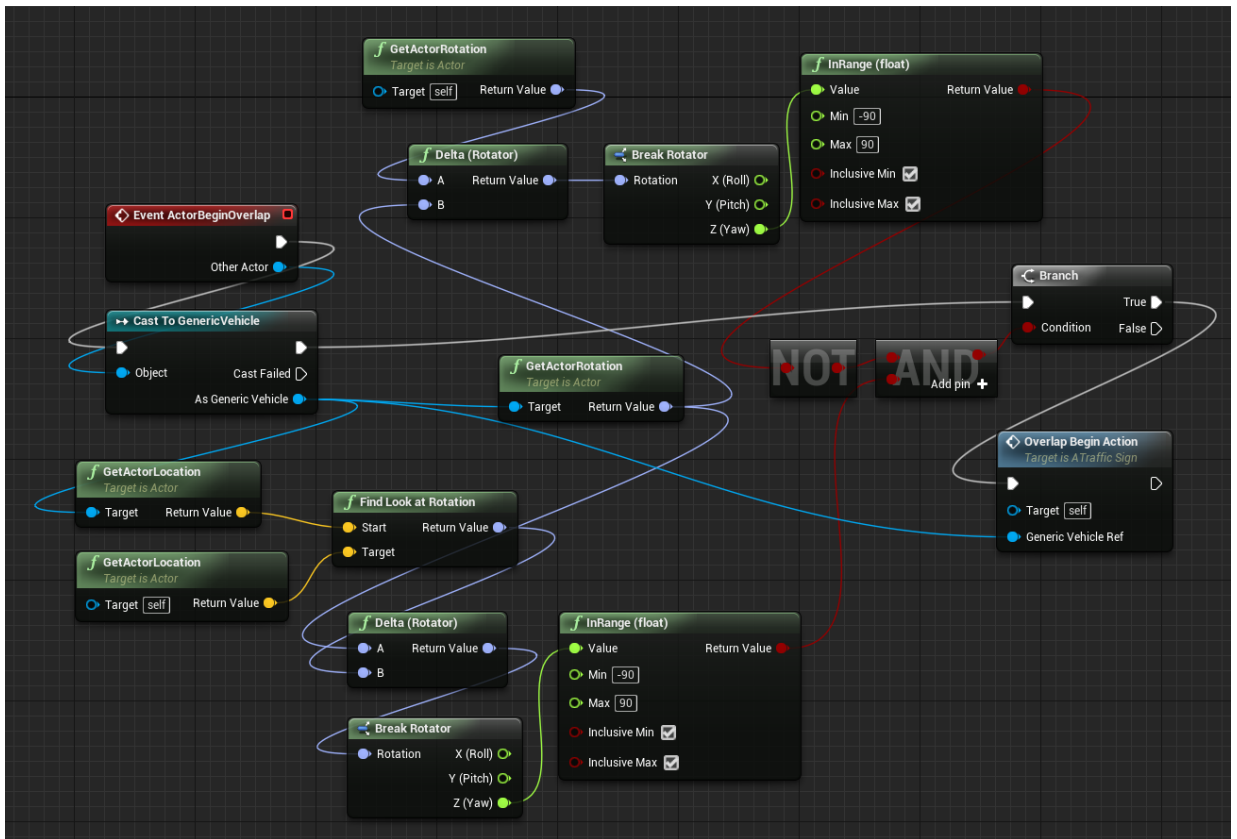 GetActorRotation
Target is Actor
Target self Return Value
InRange (float)
Value Return Value
Min -90
Max 90
Inclusive Min
Inclusive Max
Delta (Rotator)
A Return Value
B
Break Rotator
Rotation X (Roll)
Y (Pitch)
Z (Yaw)
Event ActorBeginOverlap
Other Actor
Branch
True
Condition False
Cast To GenericVehicle
Object Cast Failed
As Generic Vehicle
GetActorRotation
Target is Actor
Target Return Value
NOT
AND
Add pin +
Overlap Begin Action
Target is ATraffic Sign
Target self
Generic Vehicle Ref
GetActorLocation
Target is Actor
Target Return Value
Find Look at Rotation
Start Return Value
Target
GetActorLocation
Target is Actor
Target self Return Value
Delta (Rotator)
A Return Value
B
InRange (float)
Value Return Value
Min -90
Max 90
Inclusive Min
Inclusive Max
Break Rotator
Rotation X (Roll)
Y (Pitch)
Z (Yaw)